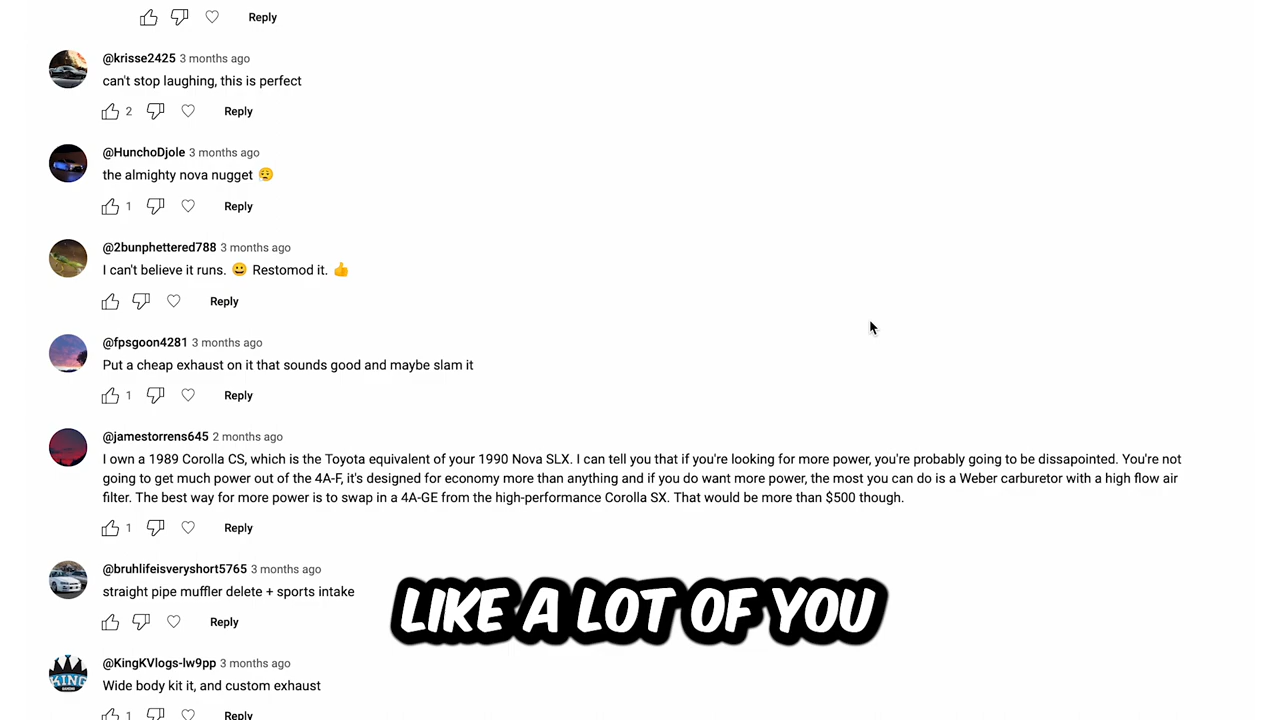 Reply
@krisse2425 3 months ago
can't stop laughing, this is perfect
2 Reply
@HunchoDjole 3 months ago
the almighty nova nugget 😮‍💨
1 Reply
@2bunphettered788 3 months ago
I can't believe it runs. 😀 Restomod it. 👍
Reply
@fpsgoon4281 3 months ago
Put a cheap exhaust on it that sounds good and maybe slam it
1 Reply
@jamestorrens645 2 months ago
I own a 1989 Corolla CS, which is the Toyota equivalent of your 1990 Nova SLX. I can tell you that if you're looking for more power, you're probably going to be dissapointed. You're not
going to get much power out of the 4A-F, it's designed for economy more than anything and if you do want more power, the most you can do is a Weber carburetor with a high flow air
filter. The best way for more power is to swap in a 4A-GE from the high-performance Corolla SX. That would be more than $500 though.
1 Reply
@bruhlifeisveryshort5765 3 months ago
straight pipe muffler delete + sports intake
LIKE A LOT OF YOU
Reply
@KingKVlogs-lw9pp 3 months ago
KING
Wide body kit it, and custom exhaust
1 Reply